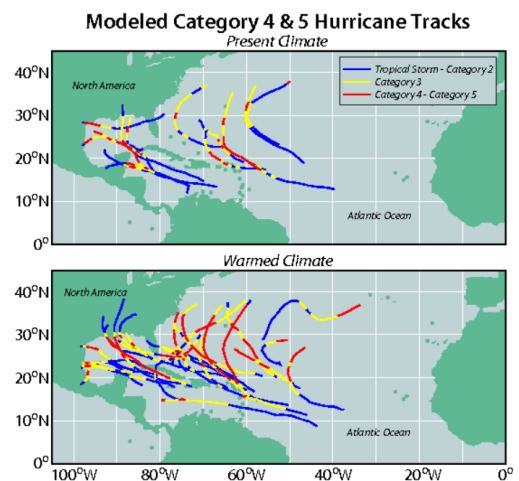 Modeled Category 4 & 5 Hurricane Tracks
Present Climate
40°N
North America
Tropical Storm - Category 2
Category 3
Category 4 - Category 5
30°N
20°N
10°N
Atlantic Ocean
0°
Warmed Climate
40°N
North America
30°N
20°N
10°N
Atlantic Ocean
0°
100°W 80°W 60°W 40°W 20°W 0°